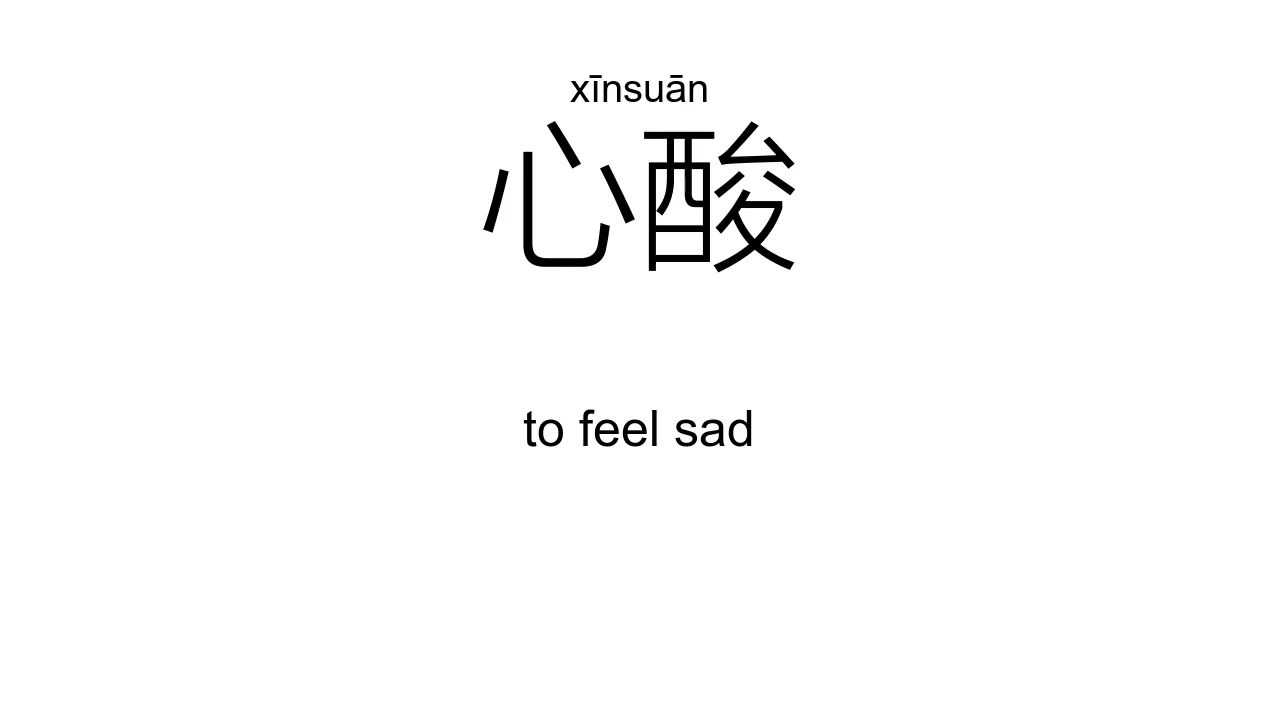 xīnsuān
心酸
to feel sad